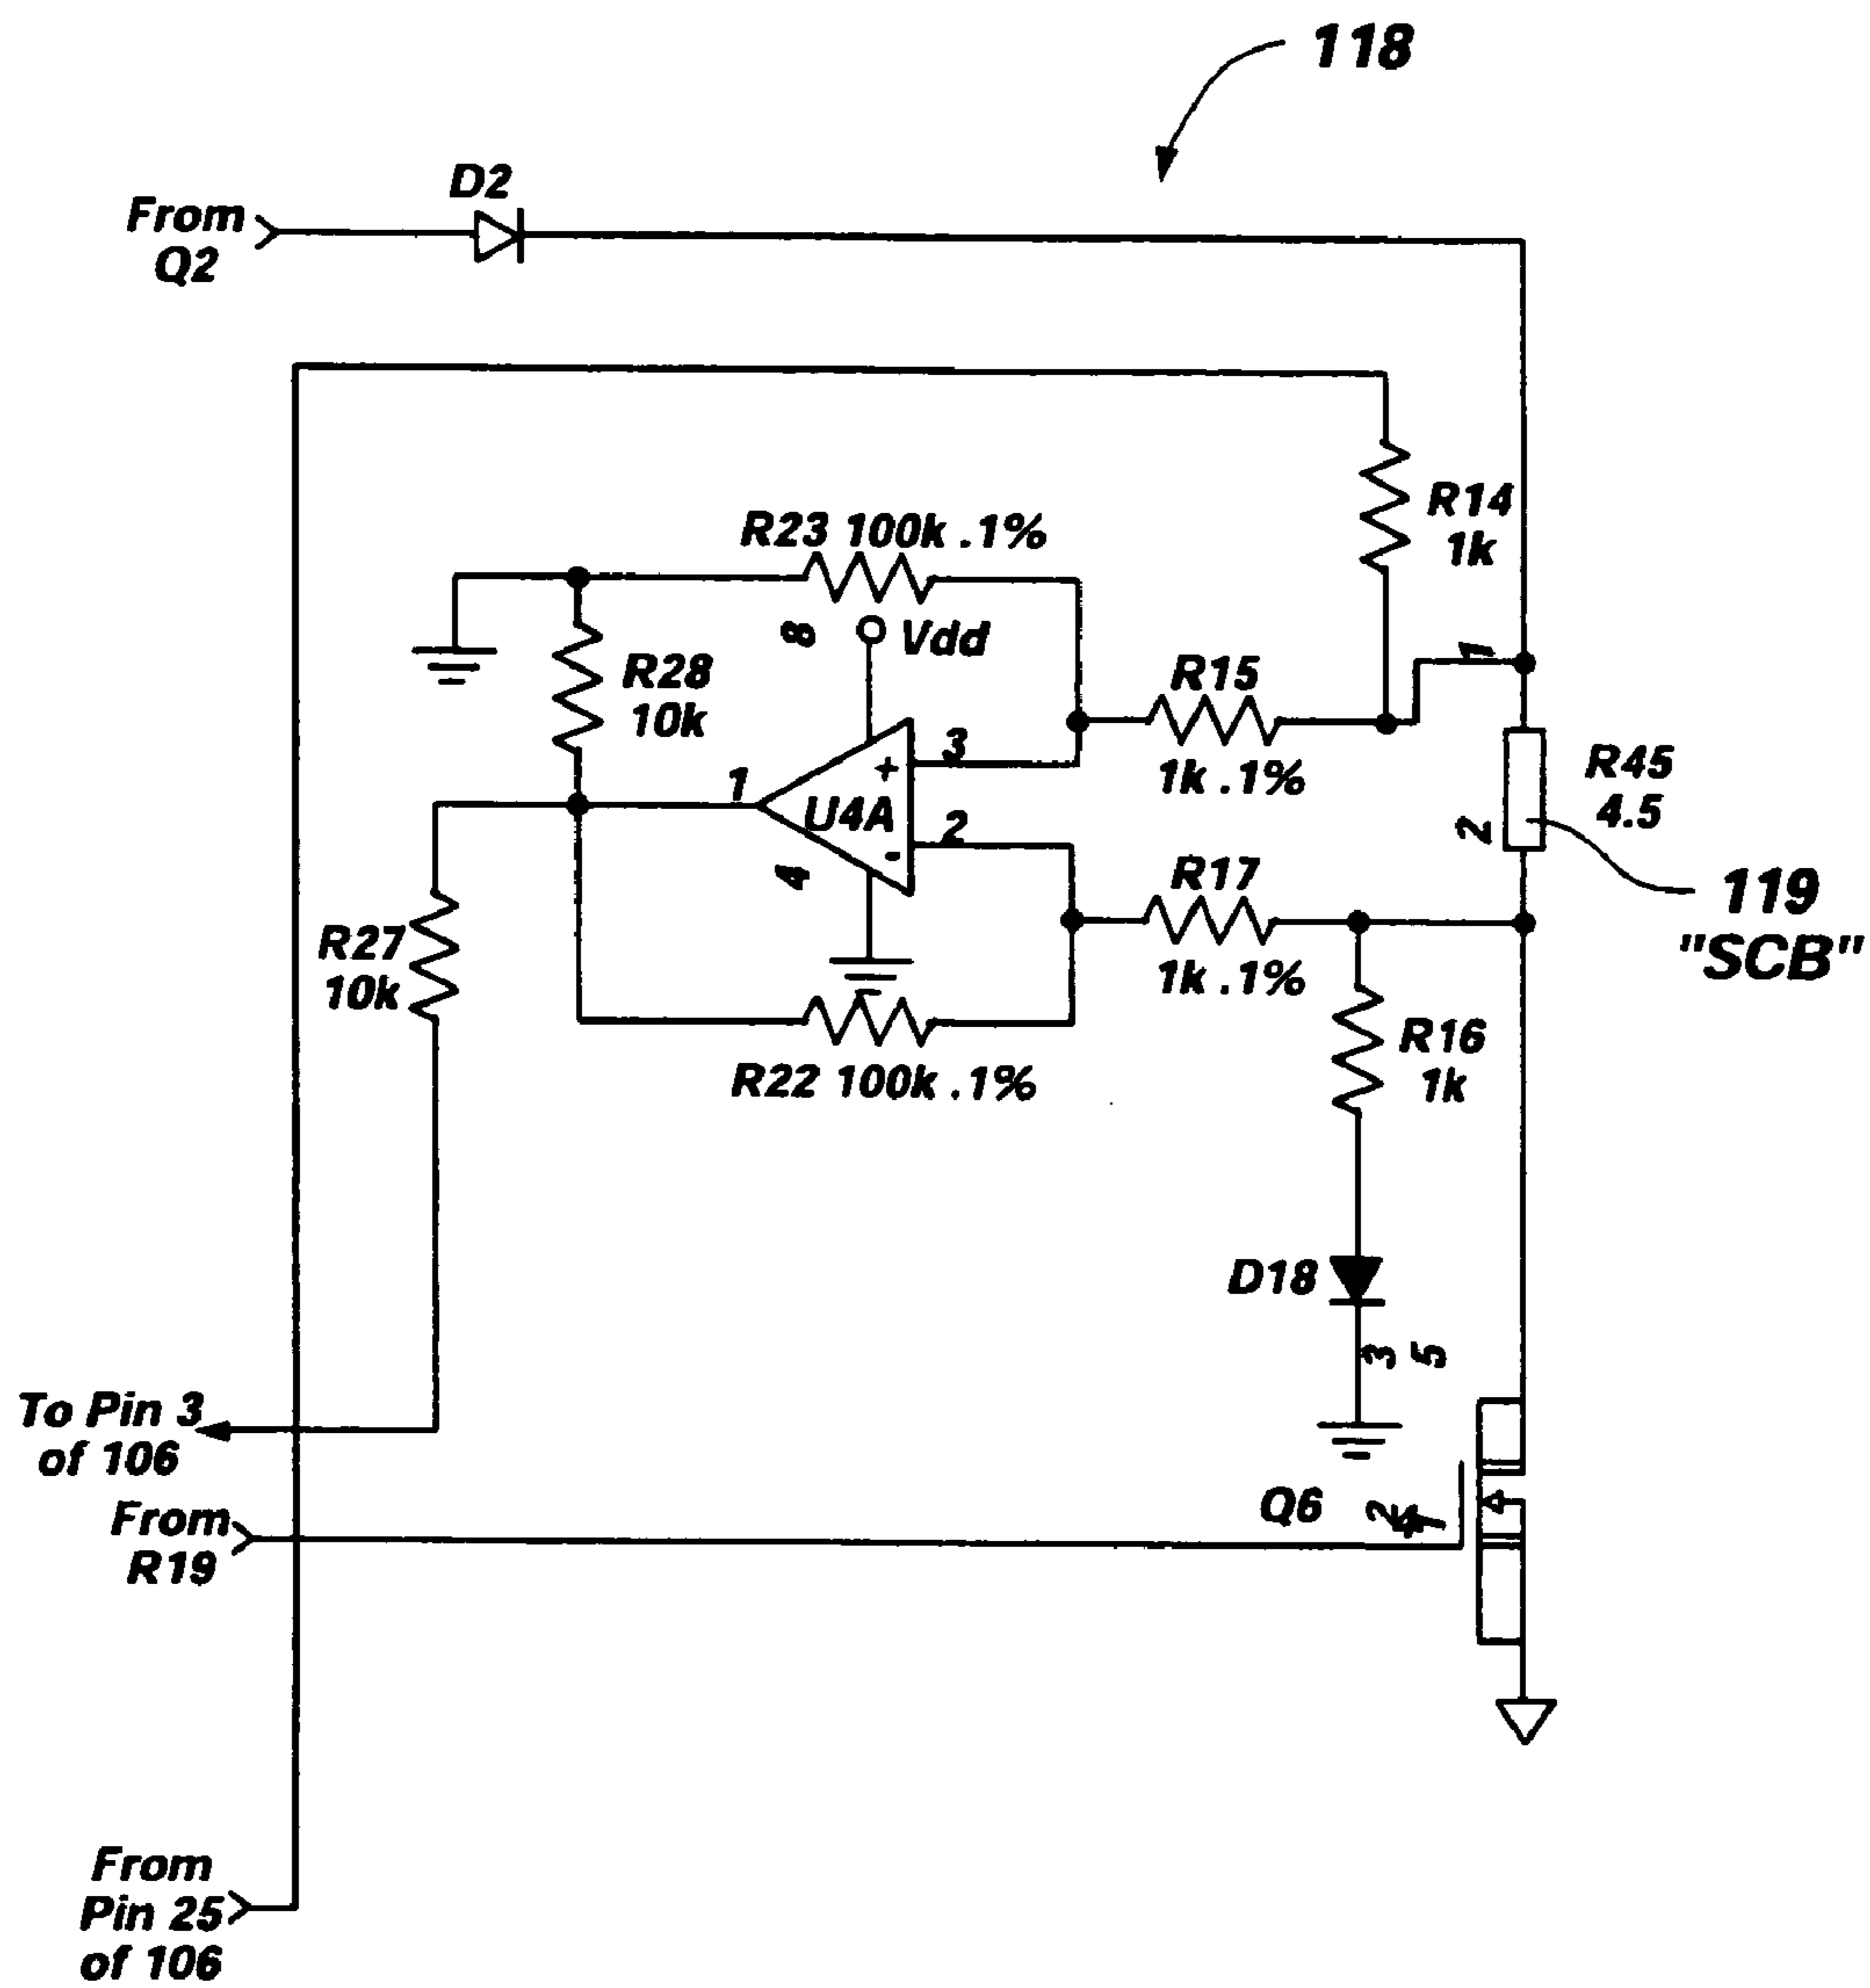 118
D2
From
Q2
R14
1k
R23 100k .1%
8
Vdd
R28
10k
R15
1k .1%
1
R45
4.5
2
119
"SCB"
1
3
+
U4A
2
-
4
R17
1k .1%
R27
10k
R22 100k .1%
R16
1k
D18
3 5
To Pin 3
of 106
From
R19
Q6
2
From
Pin 25
of 106